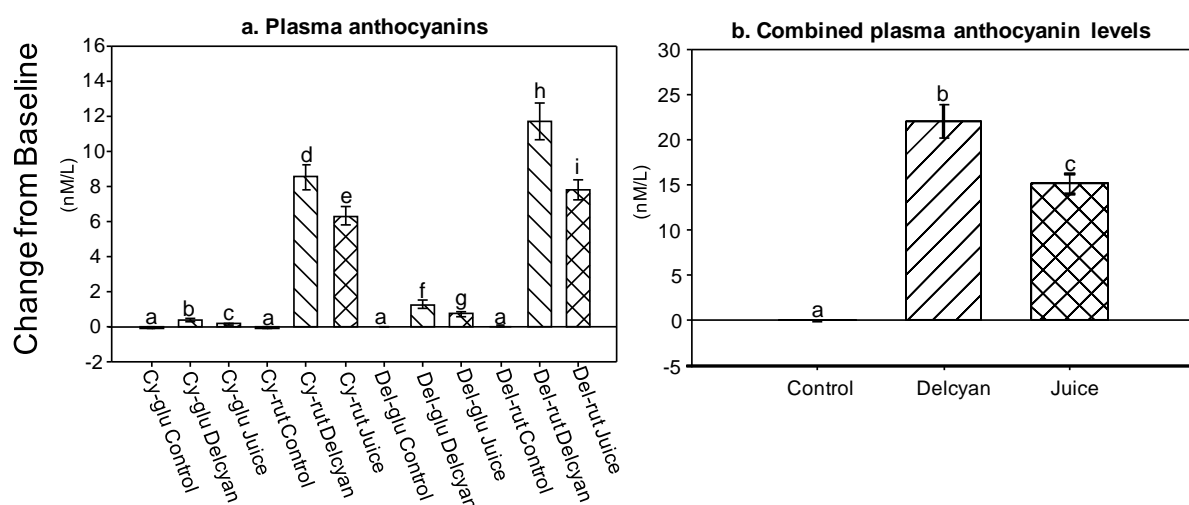 a. Plasma anthocyanins
Change from Baseline
(nM/L)
16
14
12
10
8
6
4
2
0
-2
a
b
c
a
d
e
a
f
g
a
h
i
Cy-glu Control
Cy-glu Delcyan
Cy-glu Juice
Cy-rut Control
Cy-rut Delcyan
Cy-rut Juice
Del-glu Control
Del-glu Delcyan
Del-glu Juice
Del-rut Control
Del-rut Delcyan
Del-rut Juice
b. Combined plasma anthocyanin levels
(nM/L)
30
25
20
15
10
5
0
-5
a
b
c
Control
Delcyan
Juice